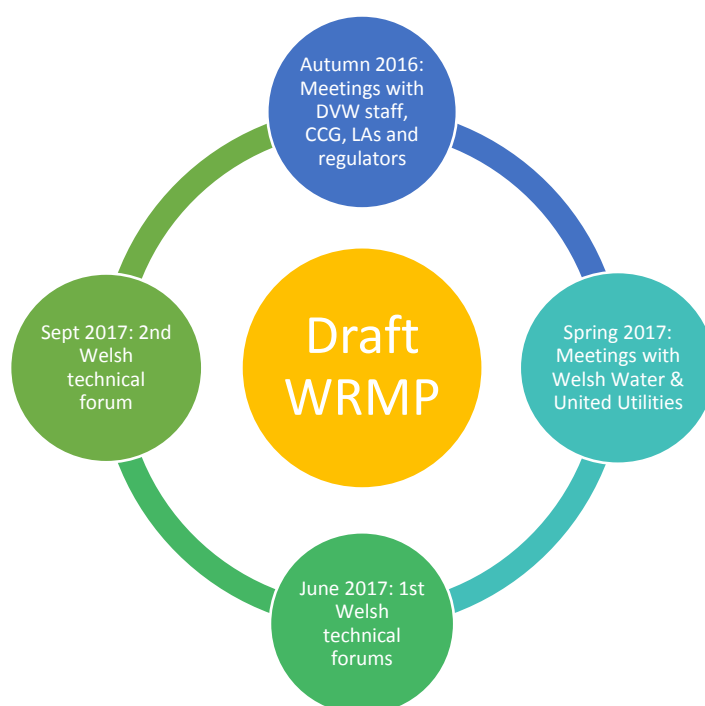 Autumn 2016:
Meetings with
DVW staff,
CCG, LAs and
regulators
Spring 2017:
Meetings with
Welsh Water &
United Utilities
June 2017: 1st
Welsh
technical
forums
Sept 2017: 2nd
Welsh
technical
forum
Draft
WRMP